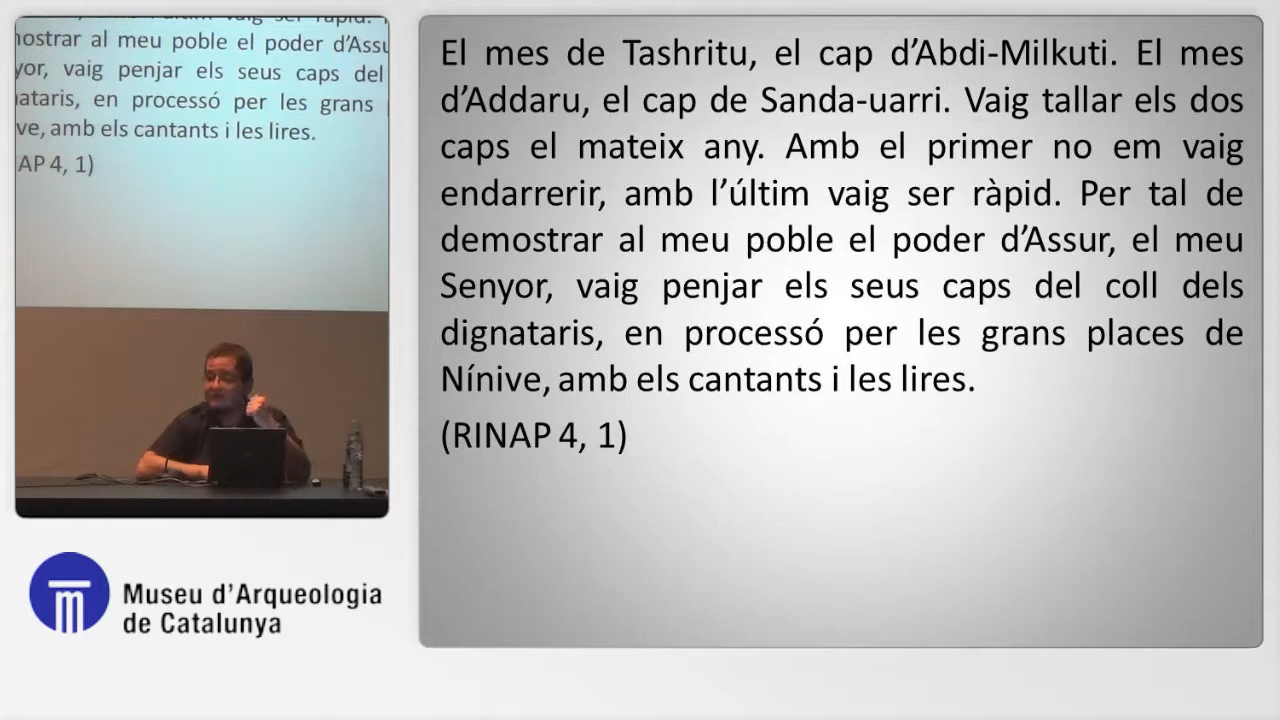 nostrar al meu poble el poder d'Assu
yor, vaig penjar els seus caps del
nataris, en processó per les grans
ve, amb els cantants i les lires.
AP 4, 1)
Museu d'Arqueologia
de Catalunya
El mes de Tashritu, el cap d'Abdi-Milkuti. El mes
d'Addaru, el cap de Sanda-uarri. Vaig tallar els dos
caps el mateix any. Amb el primer no em vaig
endarrerir, amb l'últim vaig ser ràpid. Per tal de
demostrar al meu poble el poder d'Assur, el meu
Senyor, vaig penjar els seus caps del coll dels
dignataris, en processó per les grans places de
Nínive, amb els cantants i les lires.
(RINAP 4, 1)